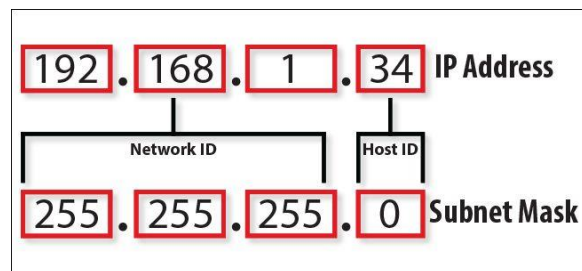 192.168.1.34 IP Address
Network ID Host ID
255.255.255.0 Subnet Mask